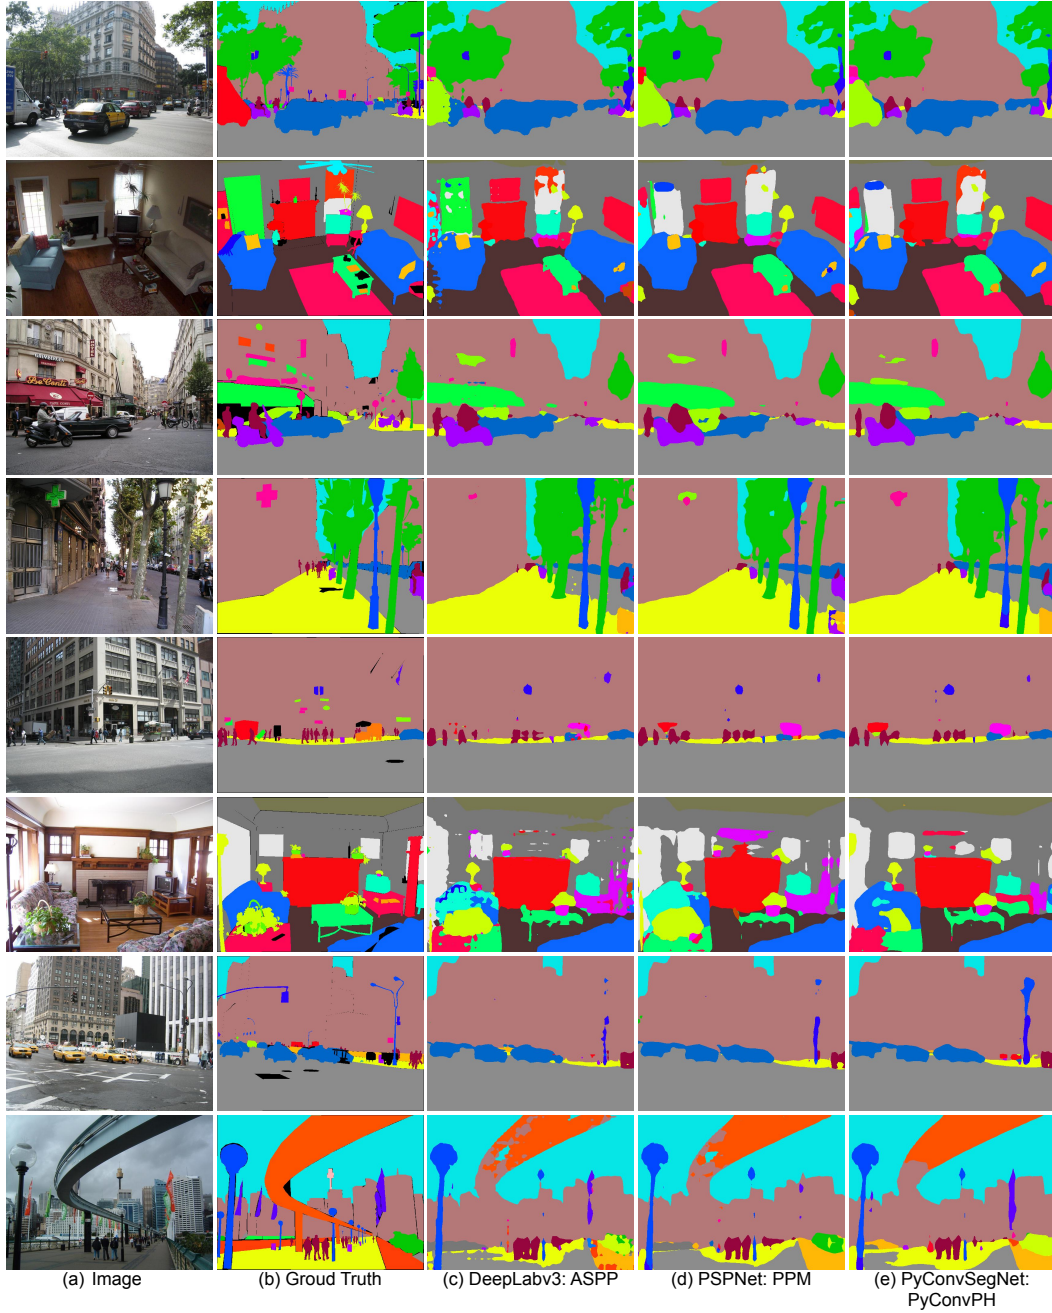 (a) Image
(b) Groud Truth
(c) DeepLabv3: ASPP
(d) PSPNet: PPM
(e) PyConvSegNet:
PyConvPH